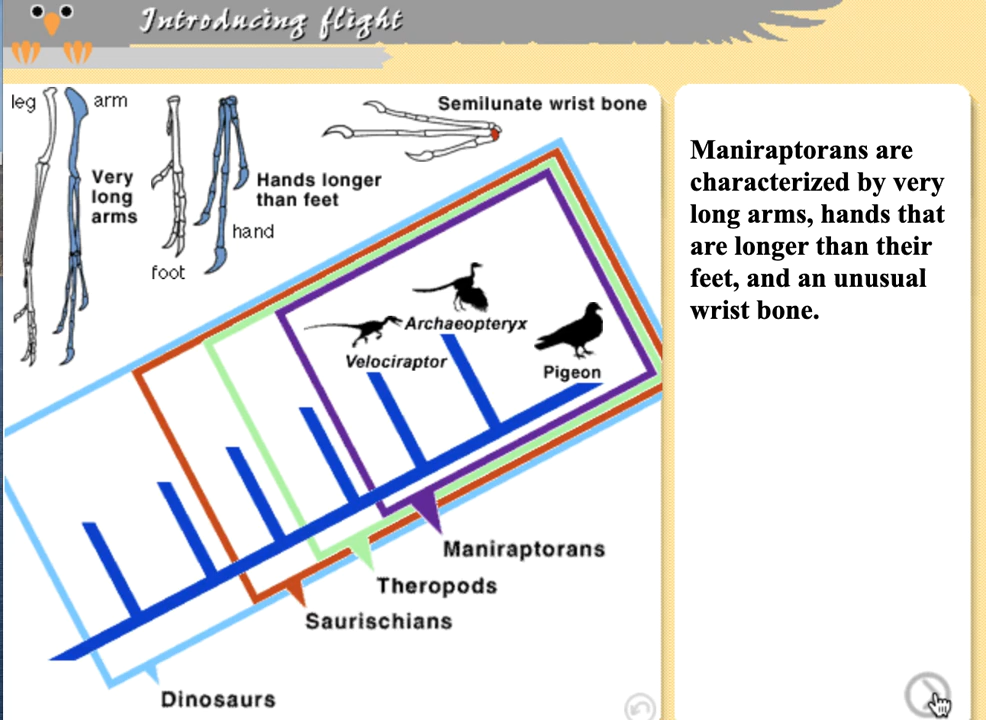 Introducing flight
leg
arm
Very
long
arms
Hands longer
than feet
hand
foot
Semilunate wrist bone
Archaeopteryx
Velociraptor
Pigeon
Maniraptorans
Theropods
Saurischians
Dinosaurs
Maniraptorans are
characterized by very
long arms, hands that
are longer than their
feet, and an unusual
wrist bone.